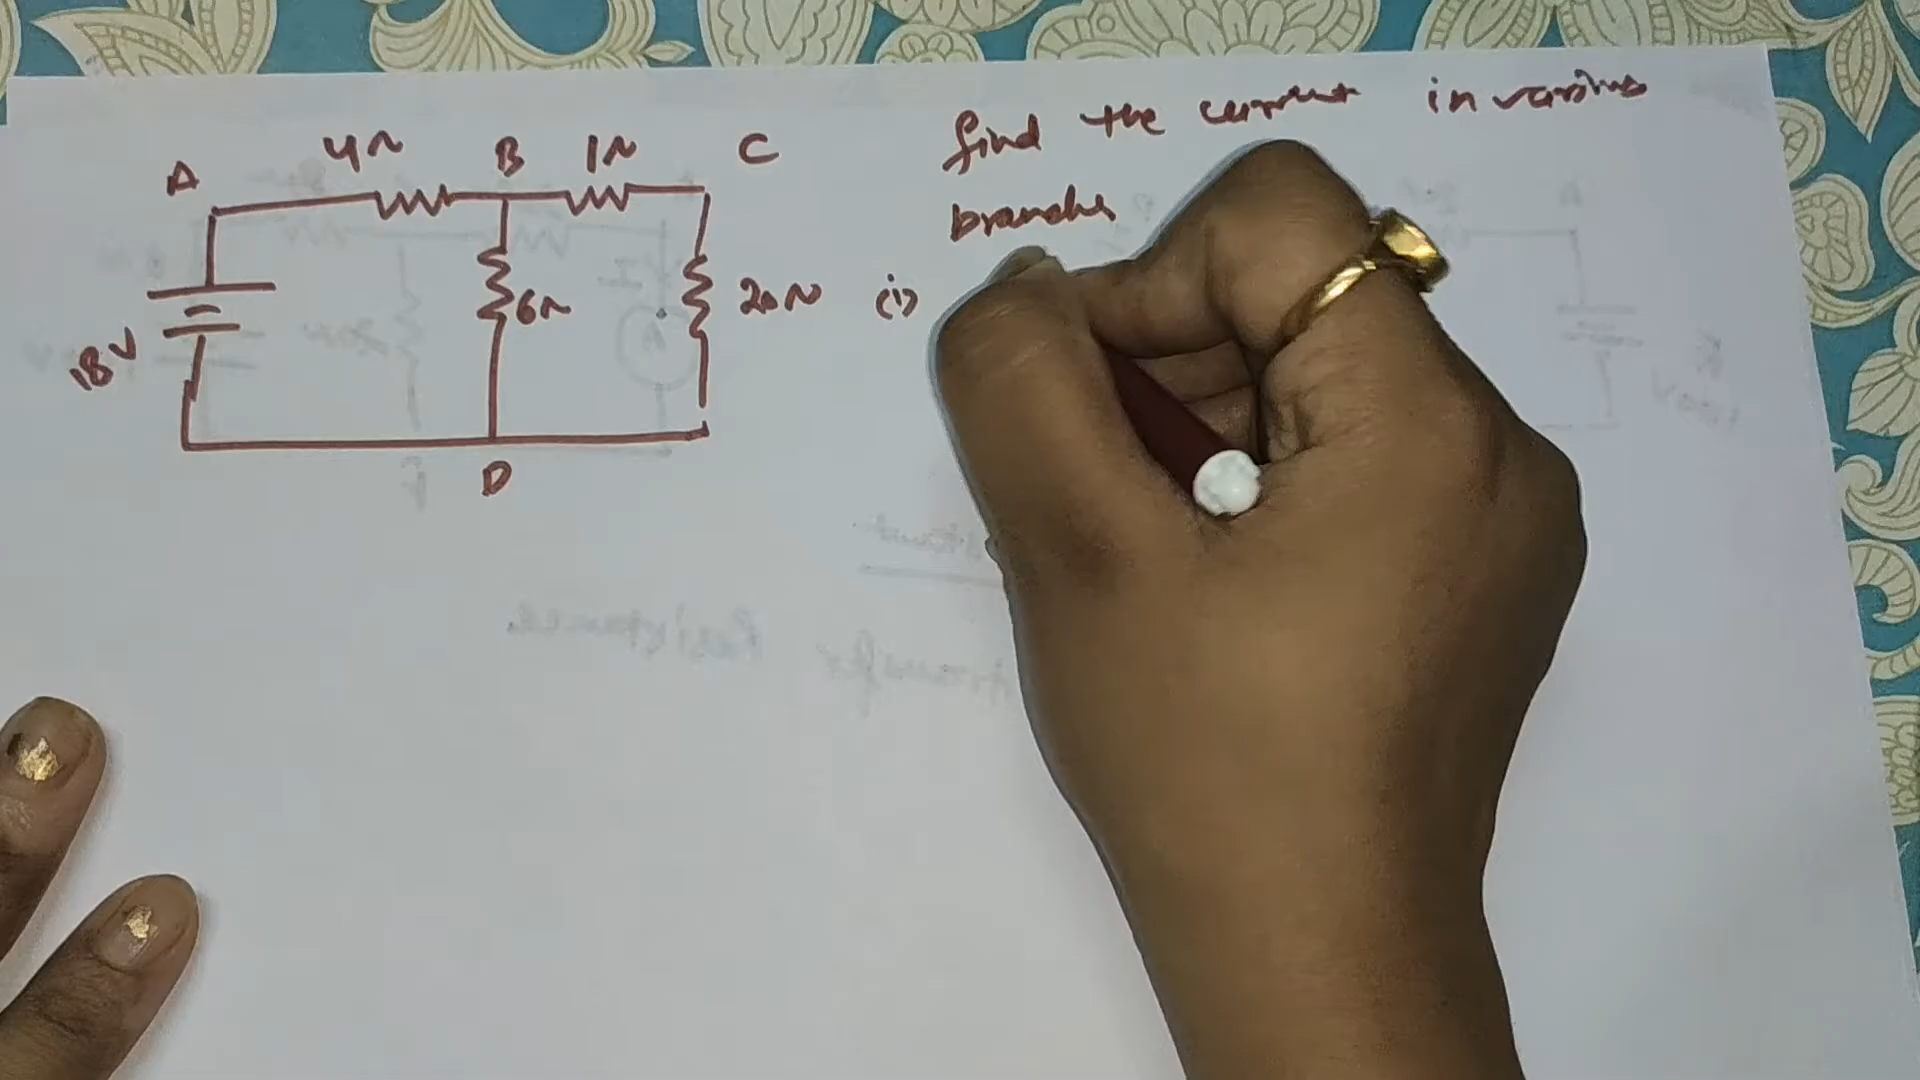 find the current in various
branches
(i)
A
4Ω
B
1Ω
C
18V
6Ω
20Ω
D